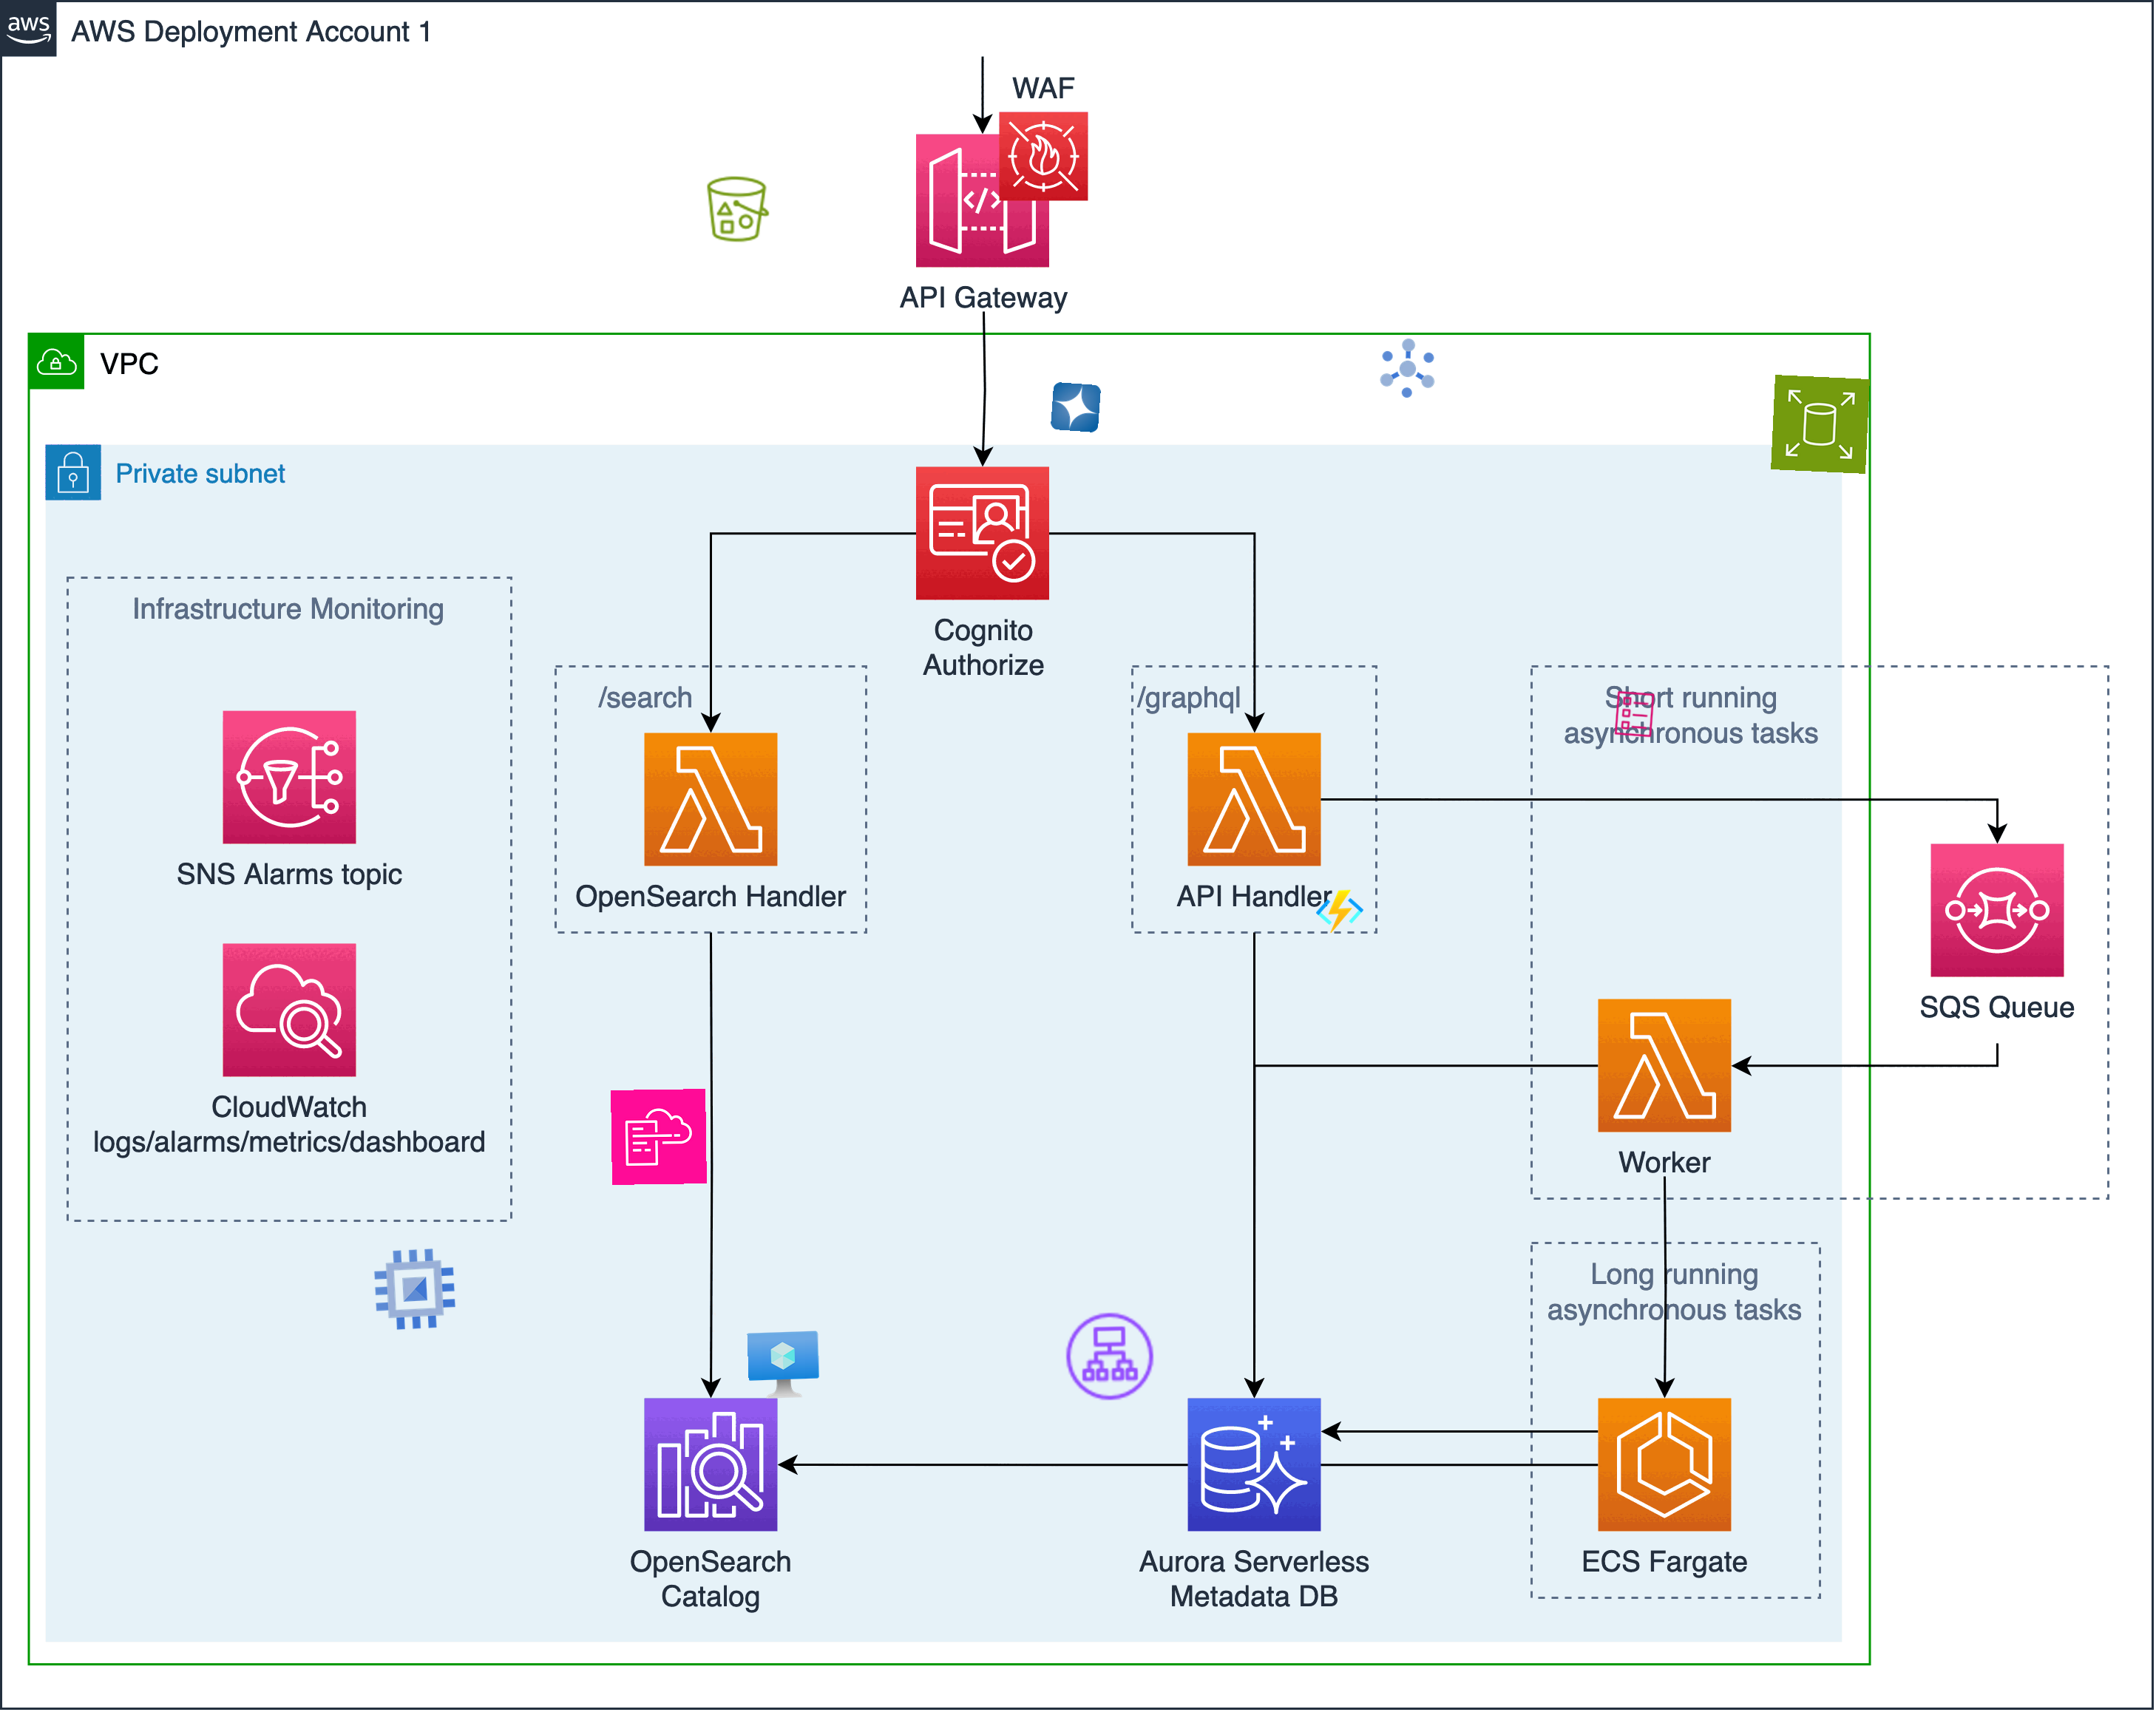 aws
AWS Deployment Account 1
WAF
API Gateway
VPC
Private subnet
Cognito
Authorize
Infrastructure Monitoring
SNS Alarms topic
CloudWatch
logs/alarms/metrics/dashboard
/search
OpenSearch Handler
/graphql
API Handler
Short running
asynchronous tasks
SQS Queue
Worker
Long running
asynchronous tasks
OpenSearch
Catalog
Aurora Serverless
Metadata DB
ECS Fargate